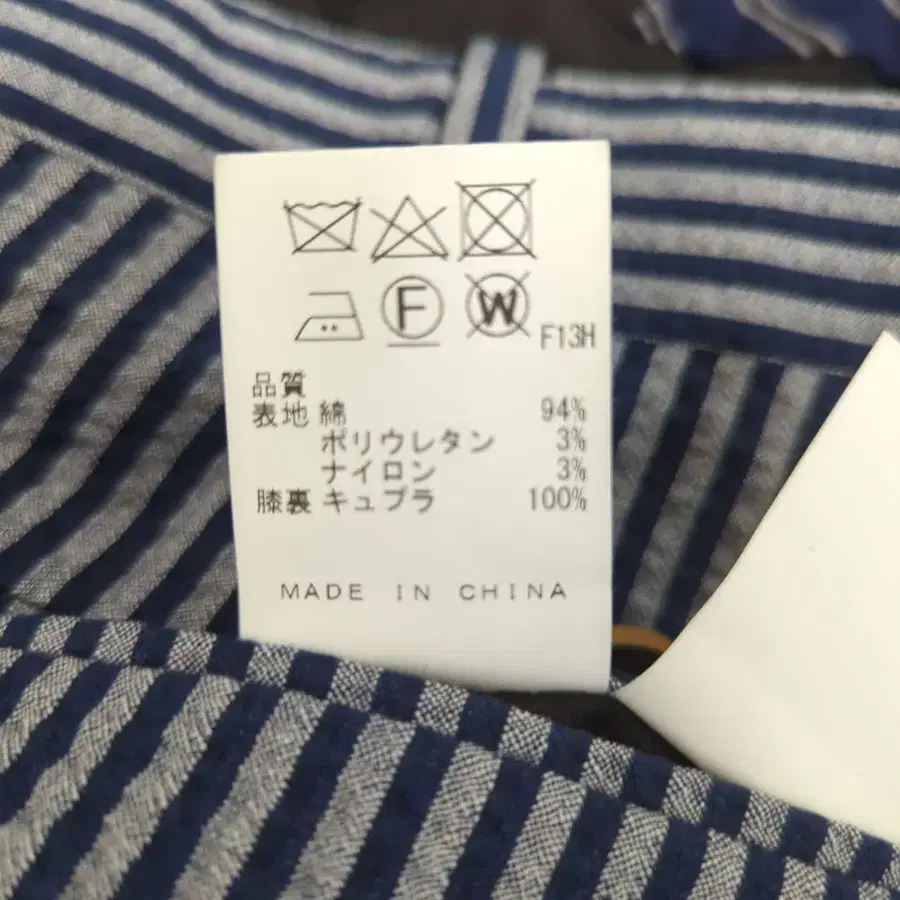 F
W
F13H
品質
表地 綿 94%
ポリウレタン 3%
ナイロン 3%
膝裏 キュプラ 100%
MADE IN CHINA